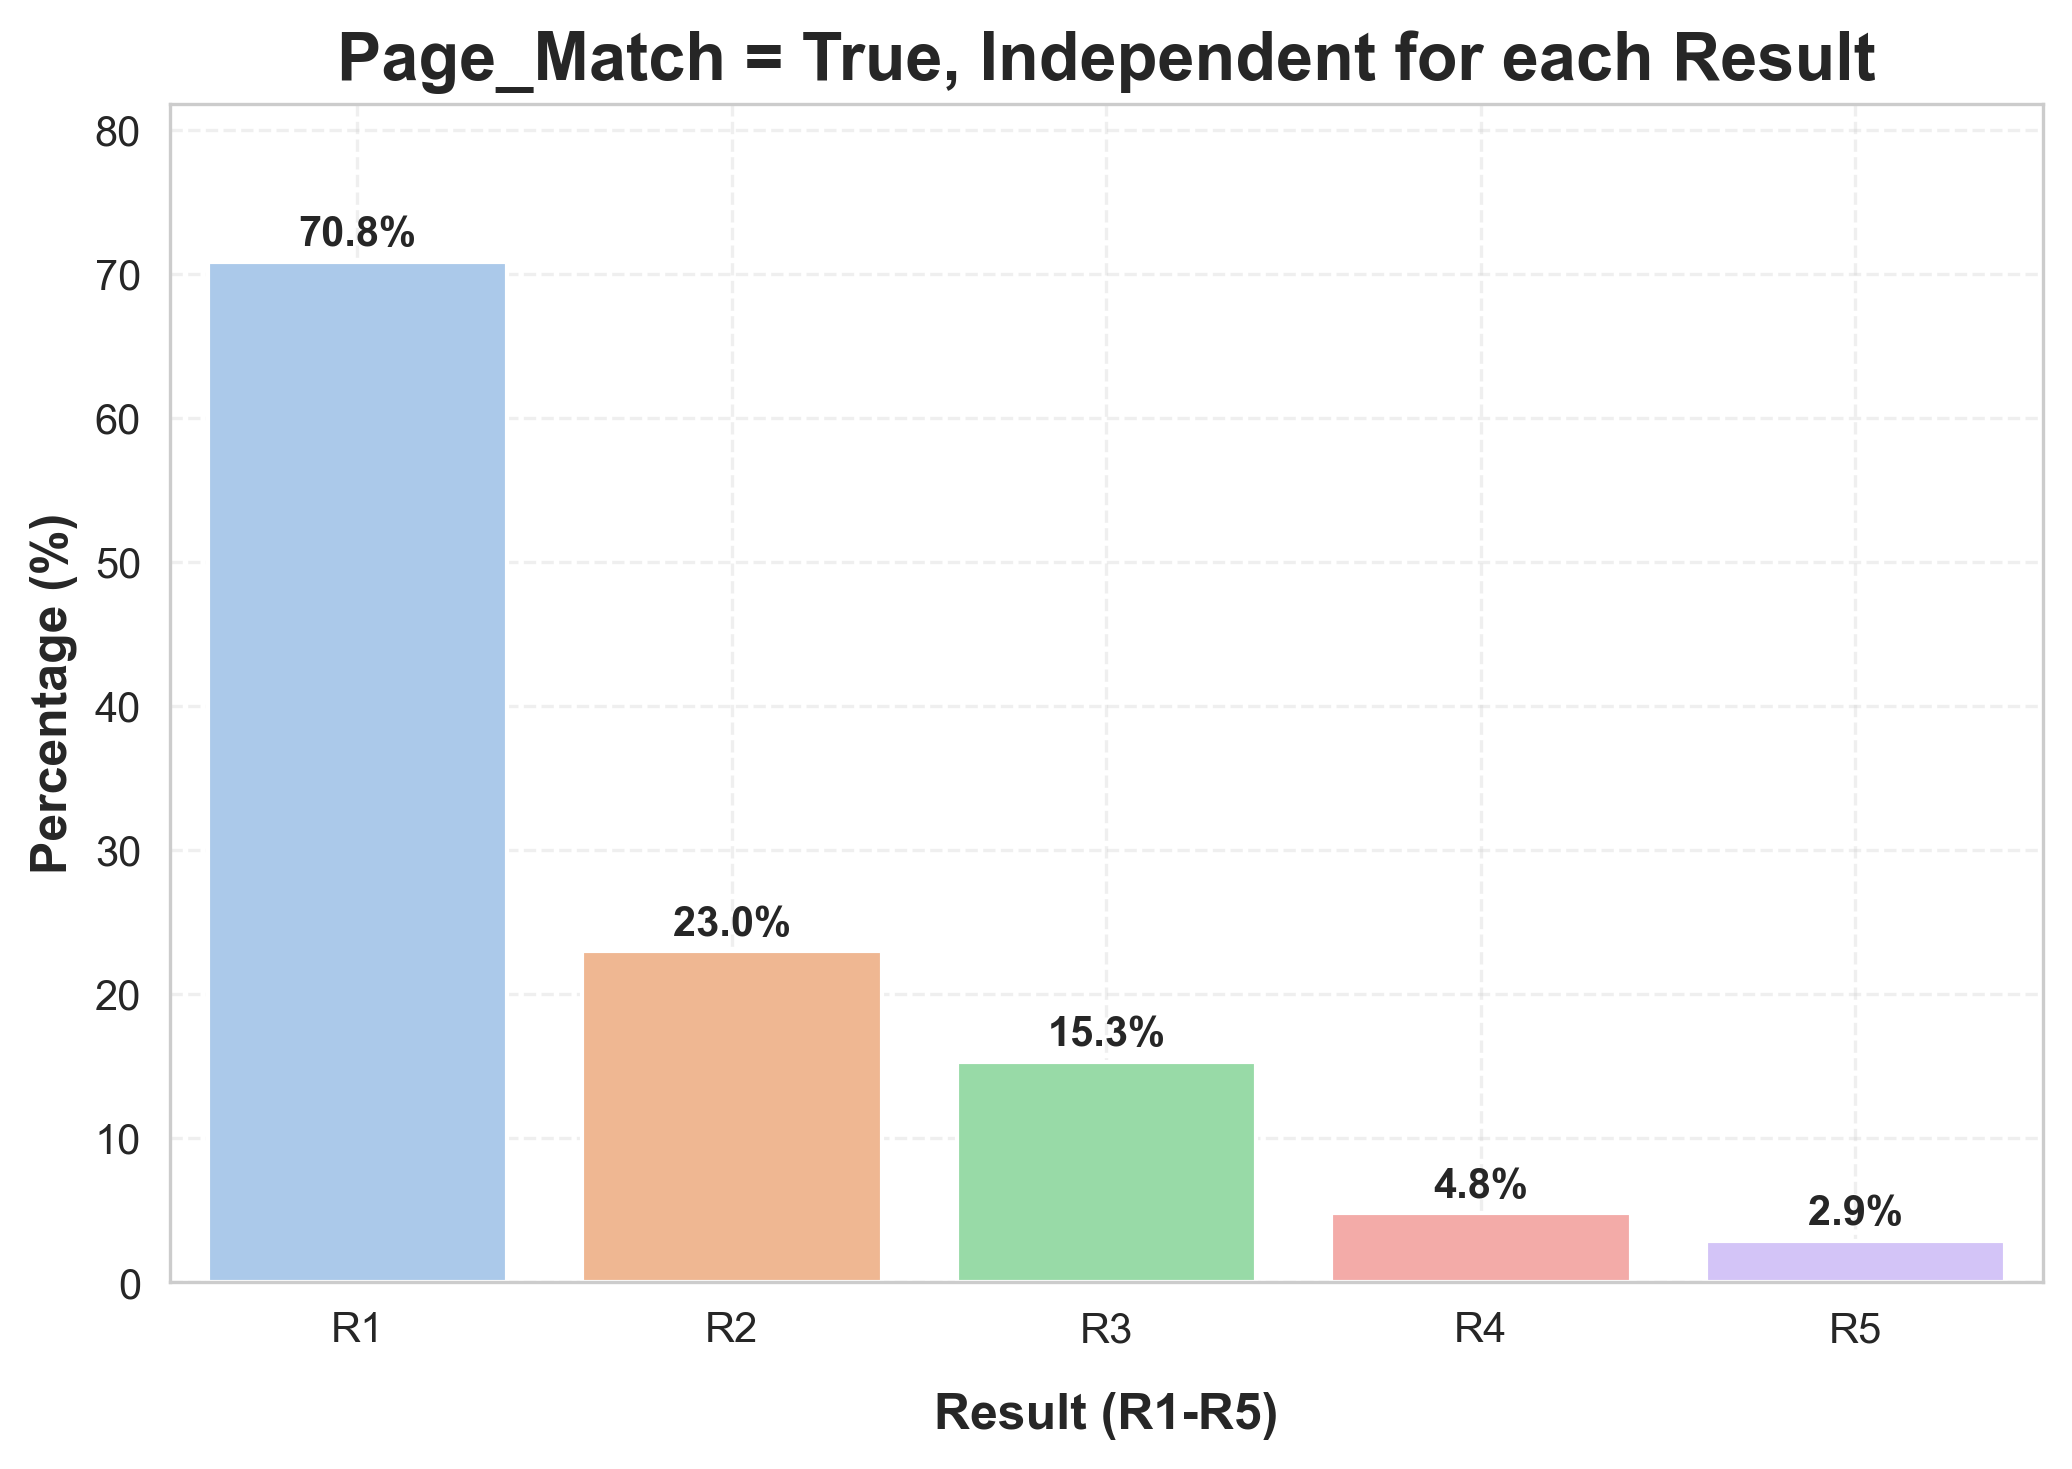 Page_Match = True, Independent for each Result
80
70
60
50
40
30
20
10
0
Percentage (%)
70.8%
23.0%
15.3%
4.8%
2.9%
R1
R2
R3
R4
R5
Result (R1-R5)